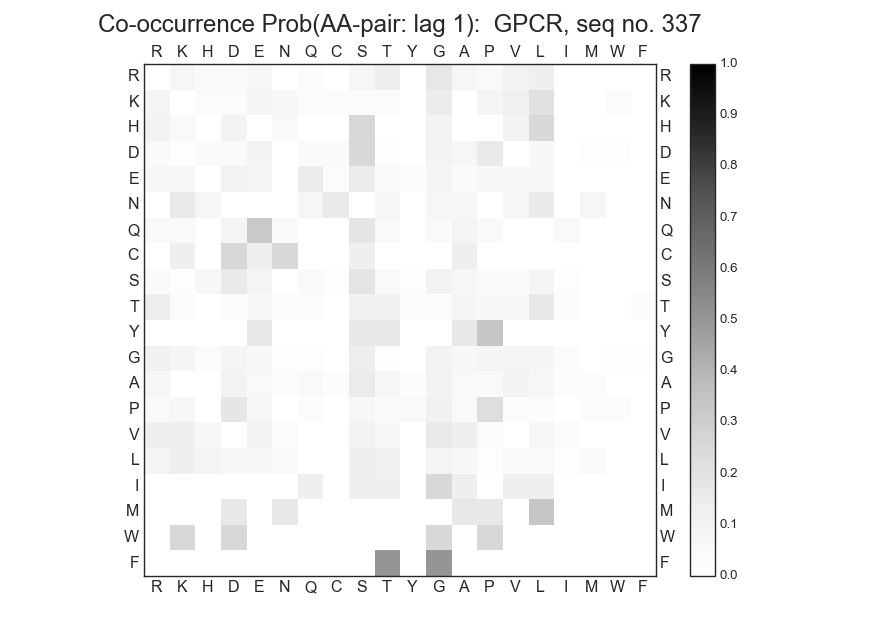 Co-occurrence Prob(AA-pair: lag 1):  GPCR, seq no. 337
R K H D E N Q C S T Y G A P V L I M W F
R R
K K
H H
D D
E E
N N
Q Q
C C
S S
T T
Y Y
G G
A A
P P
V V
L L
I I
M M
W W
F F
R K H D E N Q C S T Y G A P V L I M W F
1.0
0.9
0.8
0.7
0.6
0.5
0.4
0.3
0.2
0.1
0.0